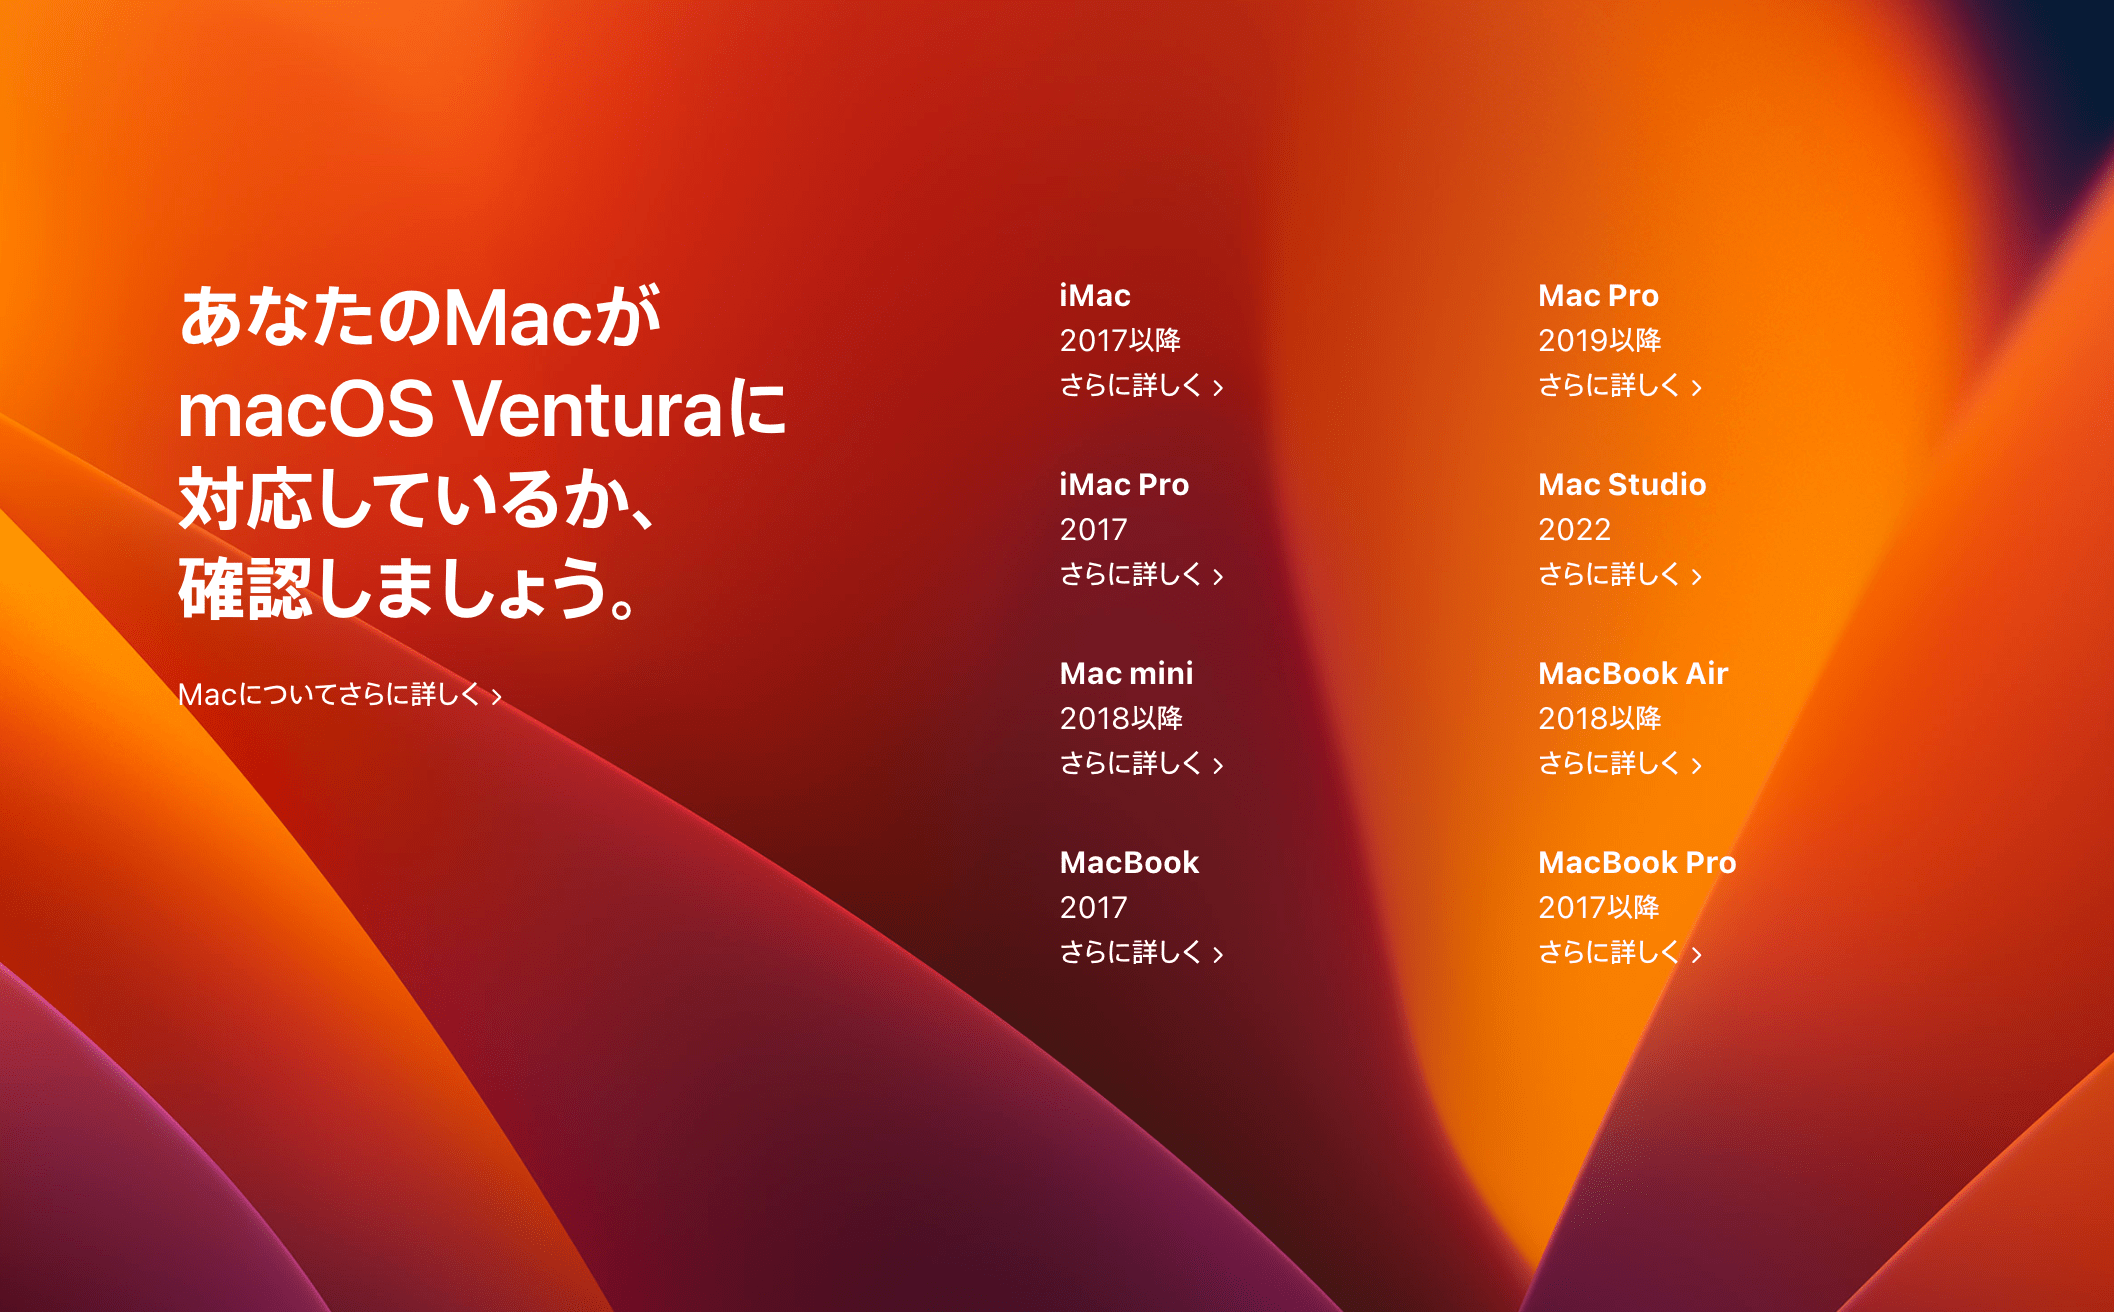 あなたのMacが
macOS Venturaに
対応しているか、
確認しましょう。
Macについてさらに詳しく >
iMac
2017以降
さらに詳しく >
iMac Pro
2017
さらに詳しく >
Mac mini
2018以降
さらに詳しく >
MacBook
2017
さらに詳しく >
Mac Pro
2019以降
さらに詳しく >
Mac Studio
2022
さらに詳しく >
MacBook Air
2018以降
さらに詳しく >
MacBook Pro
2017以降
さらに詳しく >